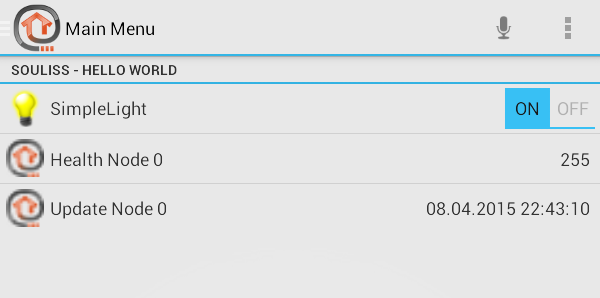 Main Menu
SOULISS - HELLO WORLD
SimpleLight ON OFF
Health Node 0 255
Update Node 0 08.04.2015 22:43:10